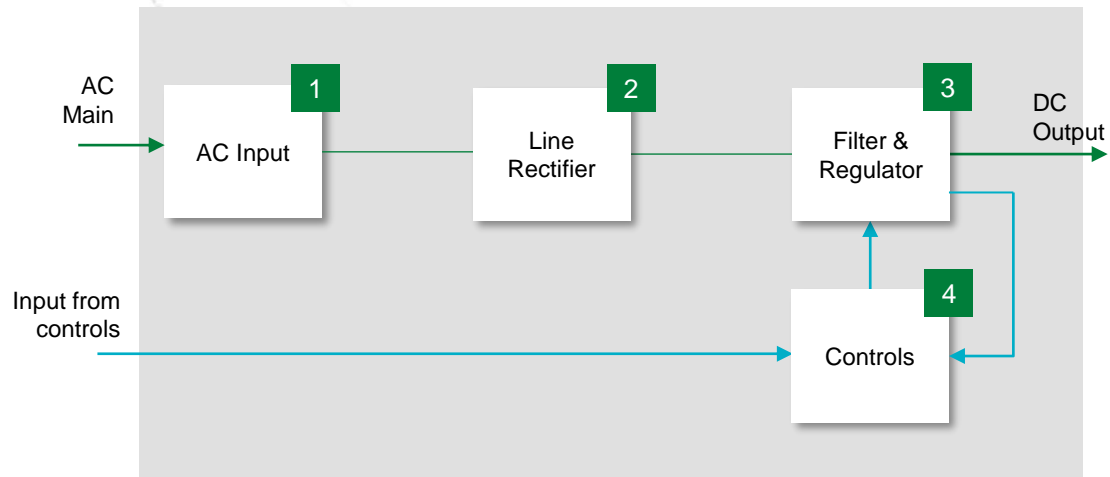 AC
Main
1
AC Input
2
Line
Rectifier
3
Filter &
Regulator
DC
Output
Input from
controls
4
Controls